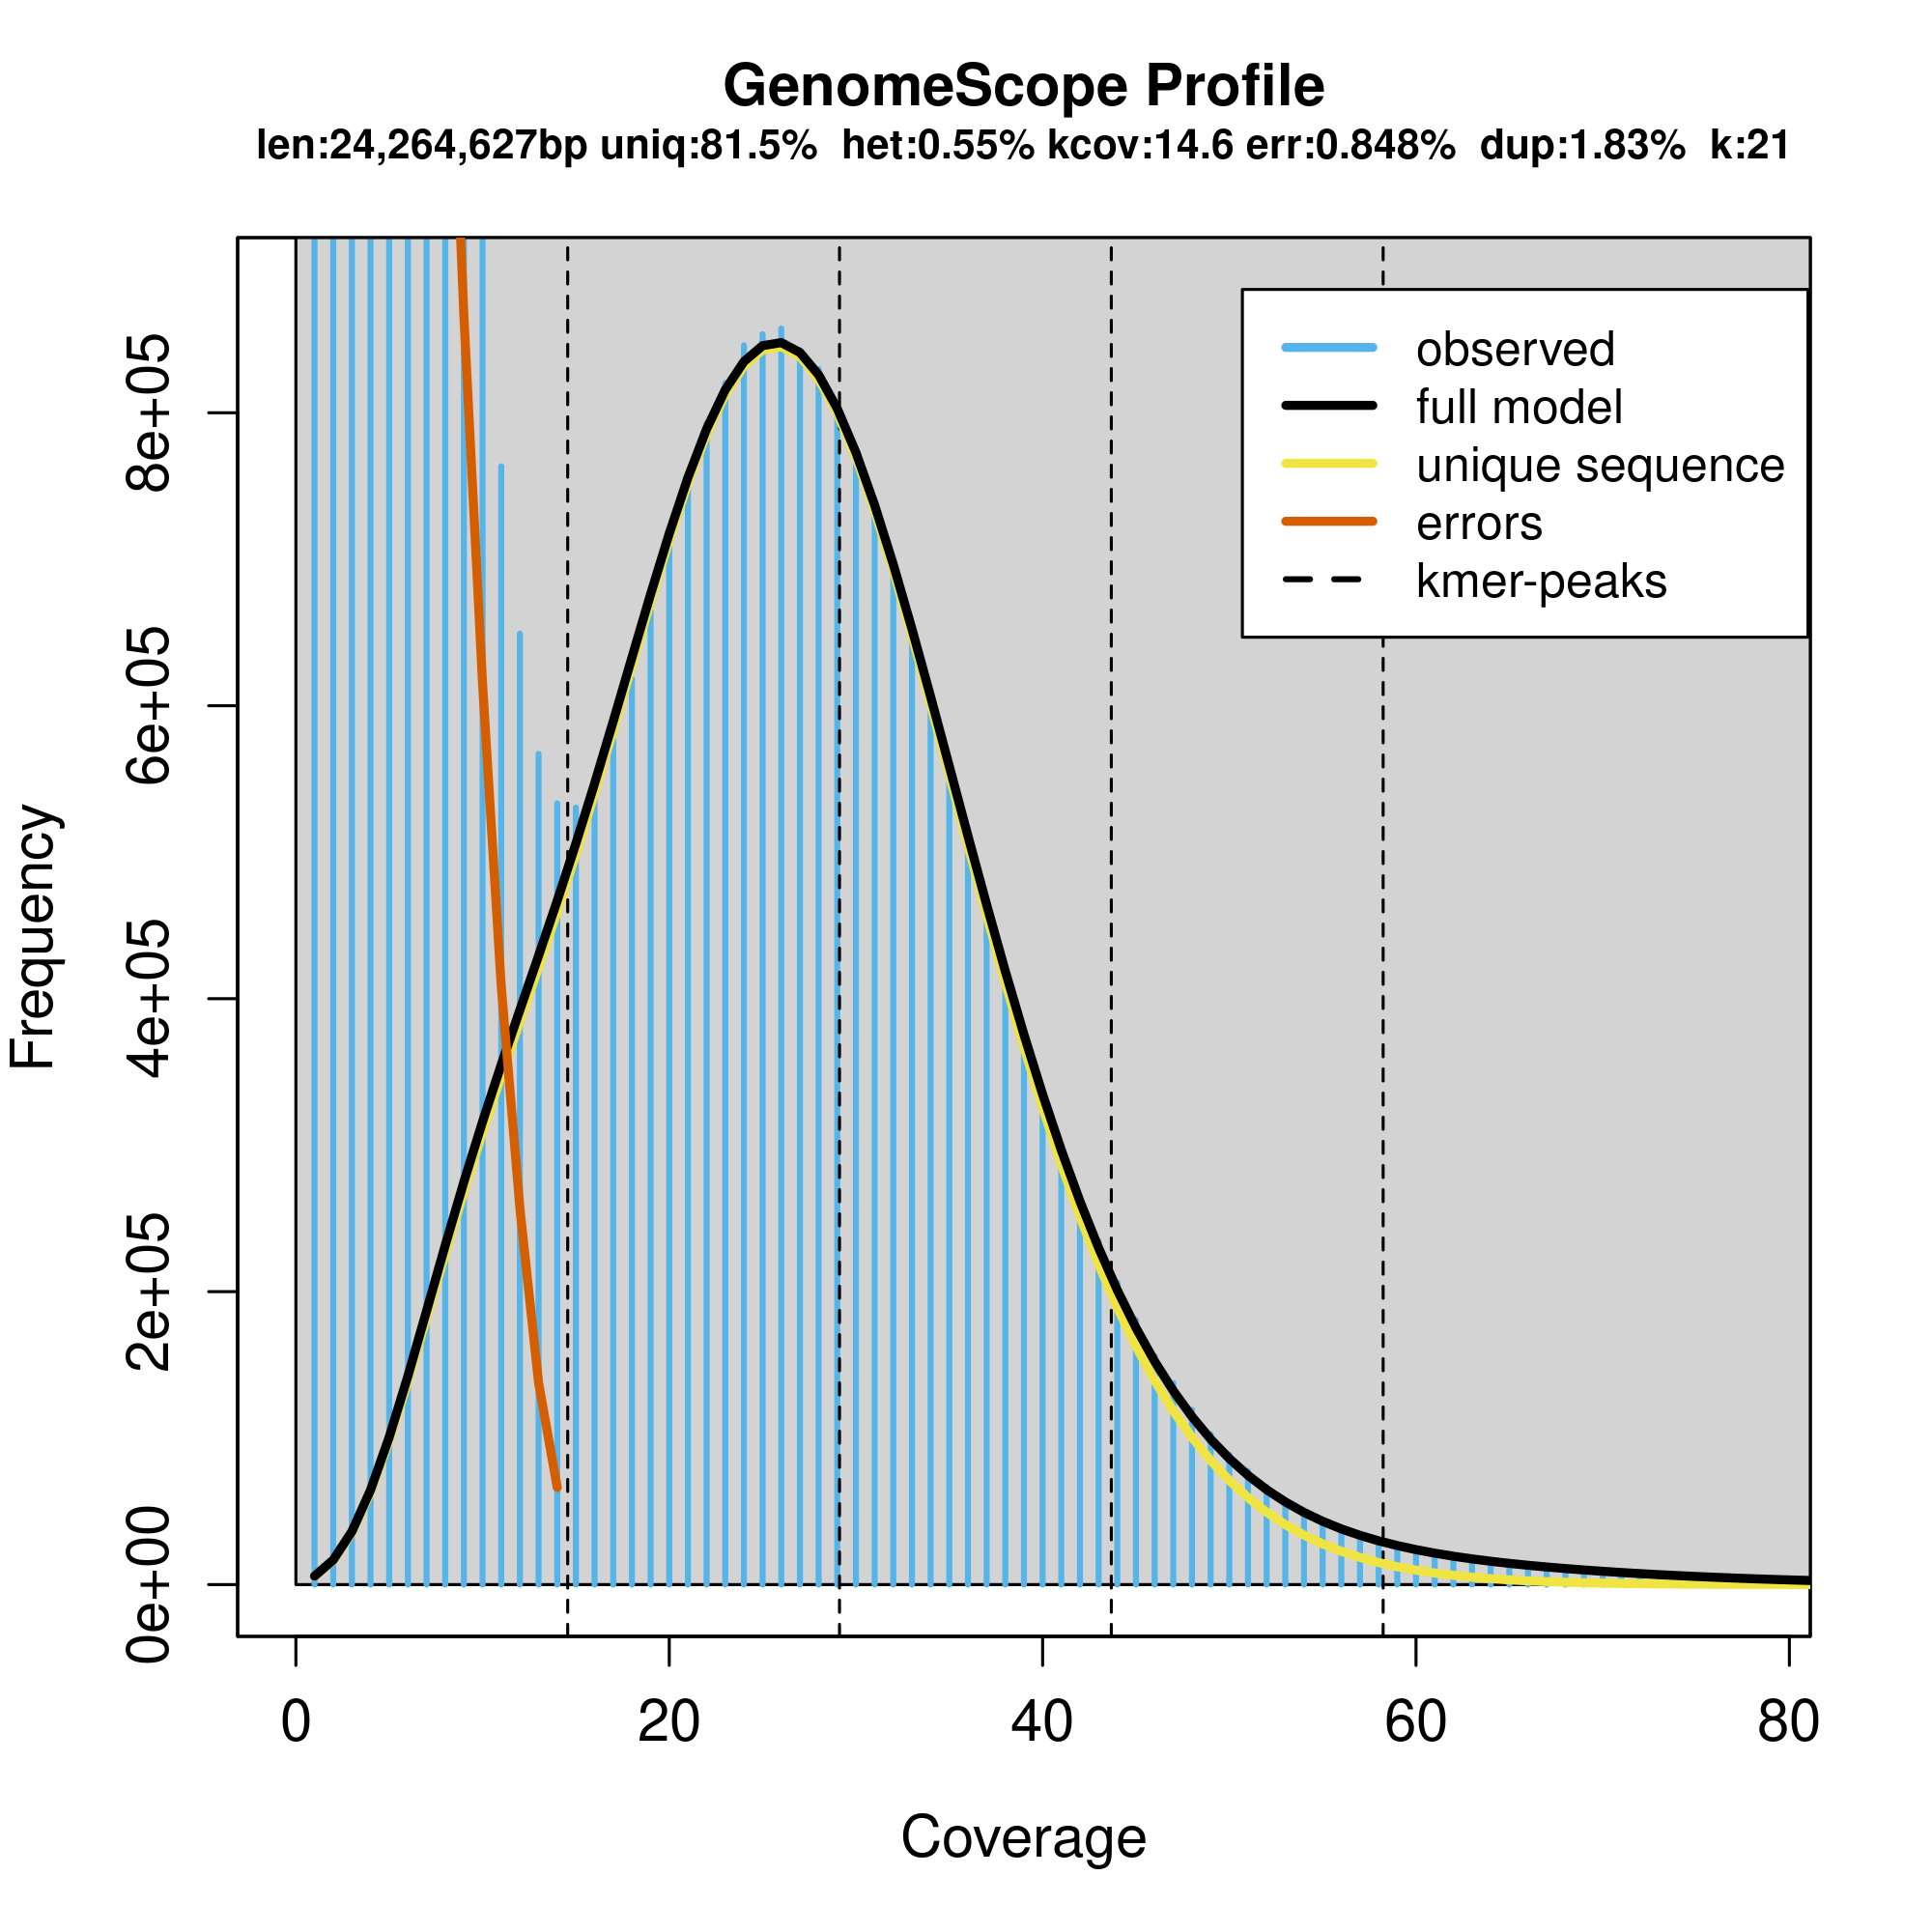 GenomeScope Profile
len:24,264,627bp uniq:81.5% het:0.55% kcov:14.6 err:0.848% dup:1.83% k:21
observed
full model
unique sequence
errors
kmer-peaks
Frequency
8e+05
6e+05
4e+05
2e+05
0e+00
0 20 40 60 80
Coverage